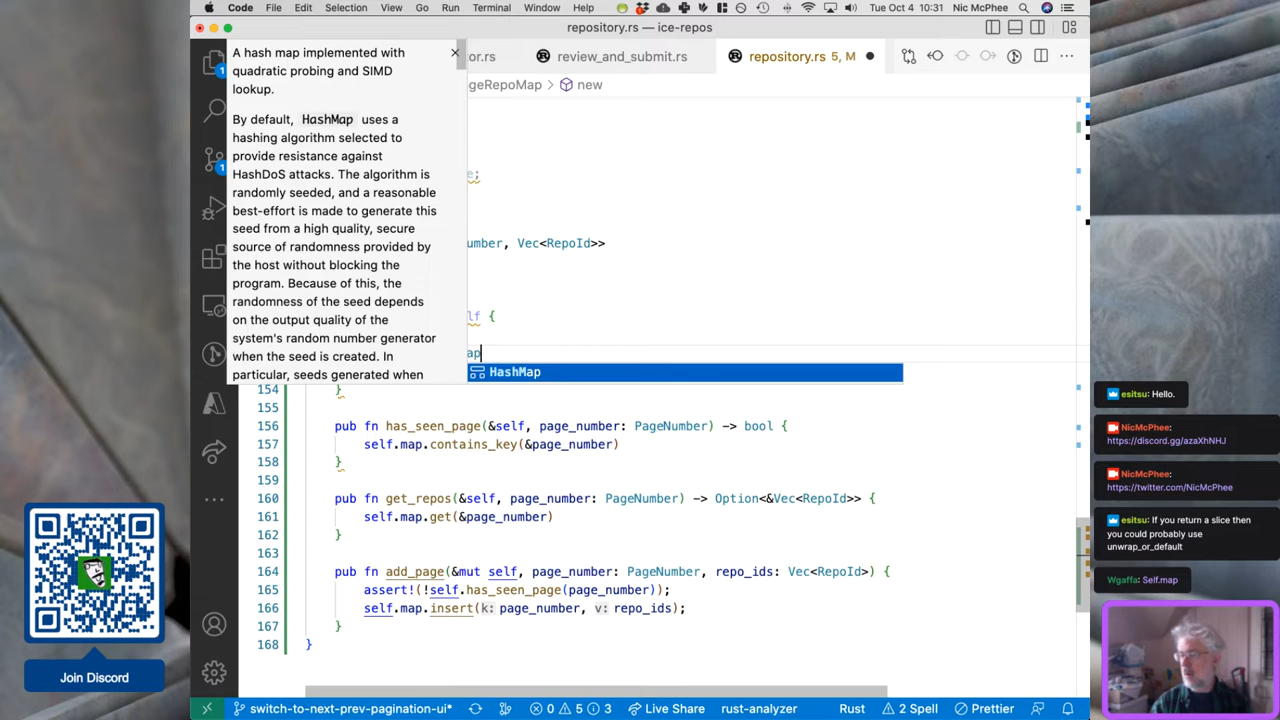 Code File Edit Selection View Go Run Terminal Window Help Tue Oct 4 10:31 Nic McPhee
repository.rs — ice-repos
or.rs review_and_submit.rs repository.rs 5, M
geRepoMap > new
A hash map implemented with
quadratic probing and SIMD
lookup.
By default, HashMap uses a
hashing algorithm selected to
provide resistance against
HashDoS attacks. The algorithm is
randomly seeded, and a reasonable
best-effort is made to generate this
seed from a high quality, secure
source of randomness provided by
the host without blocking the
program. Because of this, the
randomness of the seed depends
on the output quality of the
system's random number generator
when the seed is created. In
particular, seeds generated when
e;
umber, Vec<RepoId>>
lf {
ap
HashMap
154 }
155
156 pub fn has_seen_page(&self, page_number: PageNumber) -> bool {
157 self.map.contains_key(&page_number)
158 }
159
160 pub fn get_repos(&self, page_number: PageNumber) -> Option<&Vec<RepoId>> {
161 self.map.get(&page_number)
162 }
163
164 pub fn add_page(&mut self, page_number: PageNumber, repo_ids: Vec<RepoId>) {
165 assert!(!self.has_seen_page(page_number));
166 self.map.insert(k: page_number, v: repo_ids);
167 }
168 }
1
1
switch-to-next-prev-pagination-ui* 0 5 3 Live Share rust-analyzer Rust 2 Spell Prettier
Join Discord
esitsu: Hello.
NicMcPhee:
https://discord.gg/azaXhNHJ
NicMcPhee:
https://twitter.com/NicMcPhee
esitsu: If you return a slice then
you could probably use
unwrap_or_default
Wgaffa: Self.map